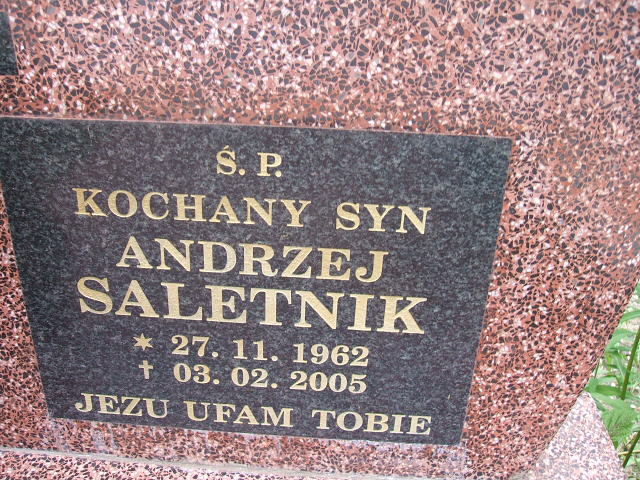 Ś. P.
KOCHANY SYN
ANDRZEJ
SALETNIK
* 27. 11. 1962
† 03. 02. 2005
JEZU UFAM TOBIE